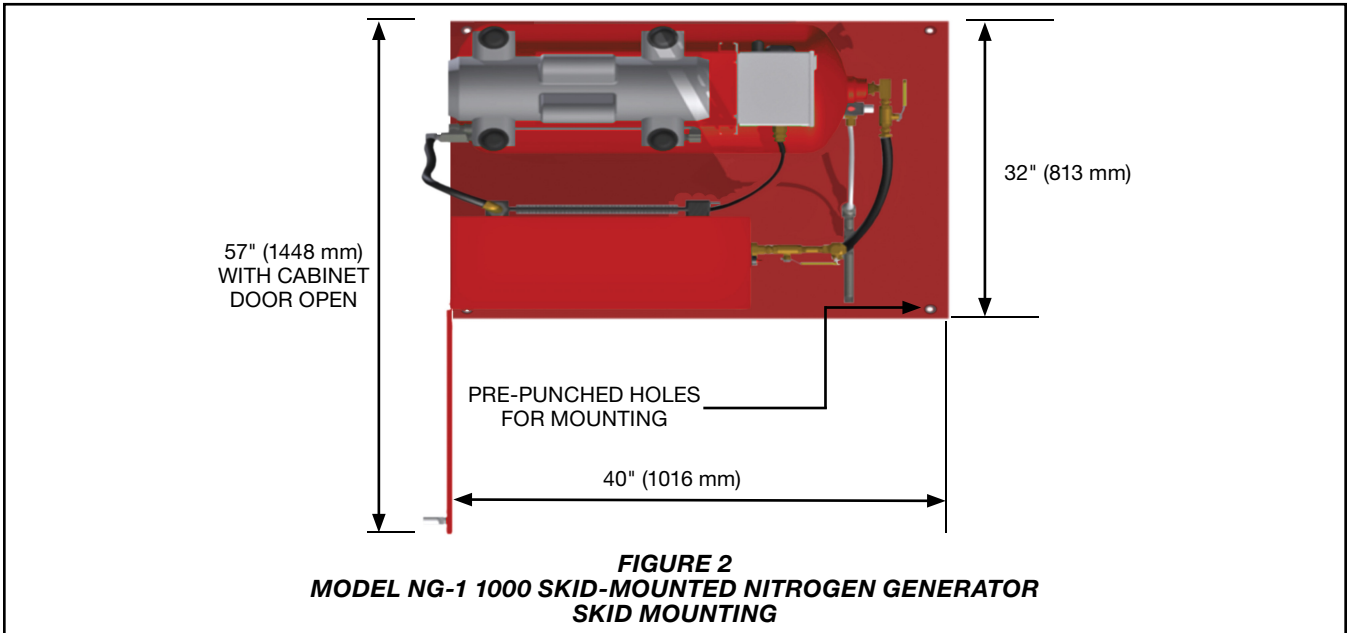 57" (1448 mm)
WITH CABINET
DOOR OPEN
32" (813 mm)
PRE-PUNCHED HOLES
FOR MOUNTING
40" (1016 mm)
FIGURE 2
MODEL NG-1 1000 SKID-MOUNTED NITROGEN GENERATOR
SKID MOUNTING